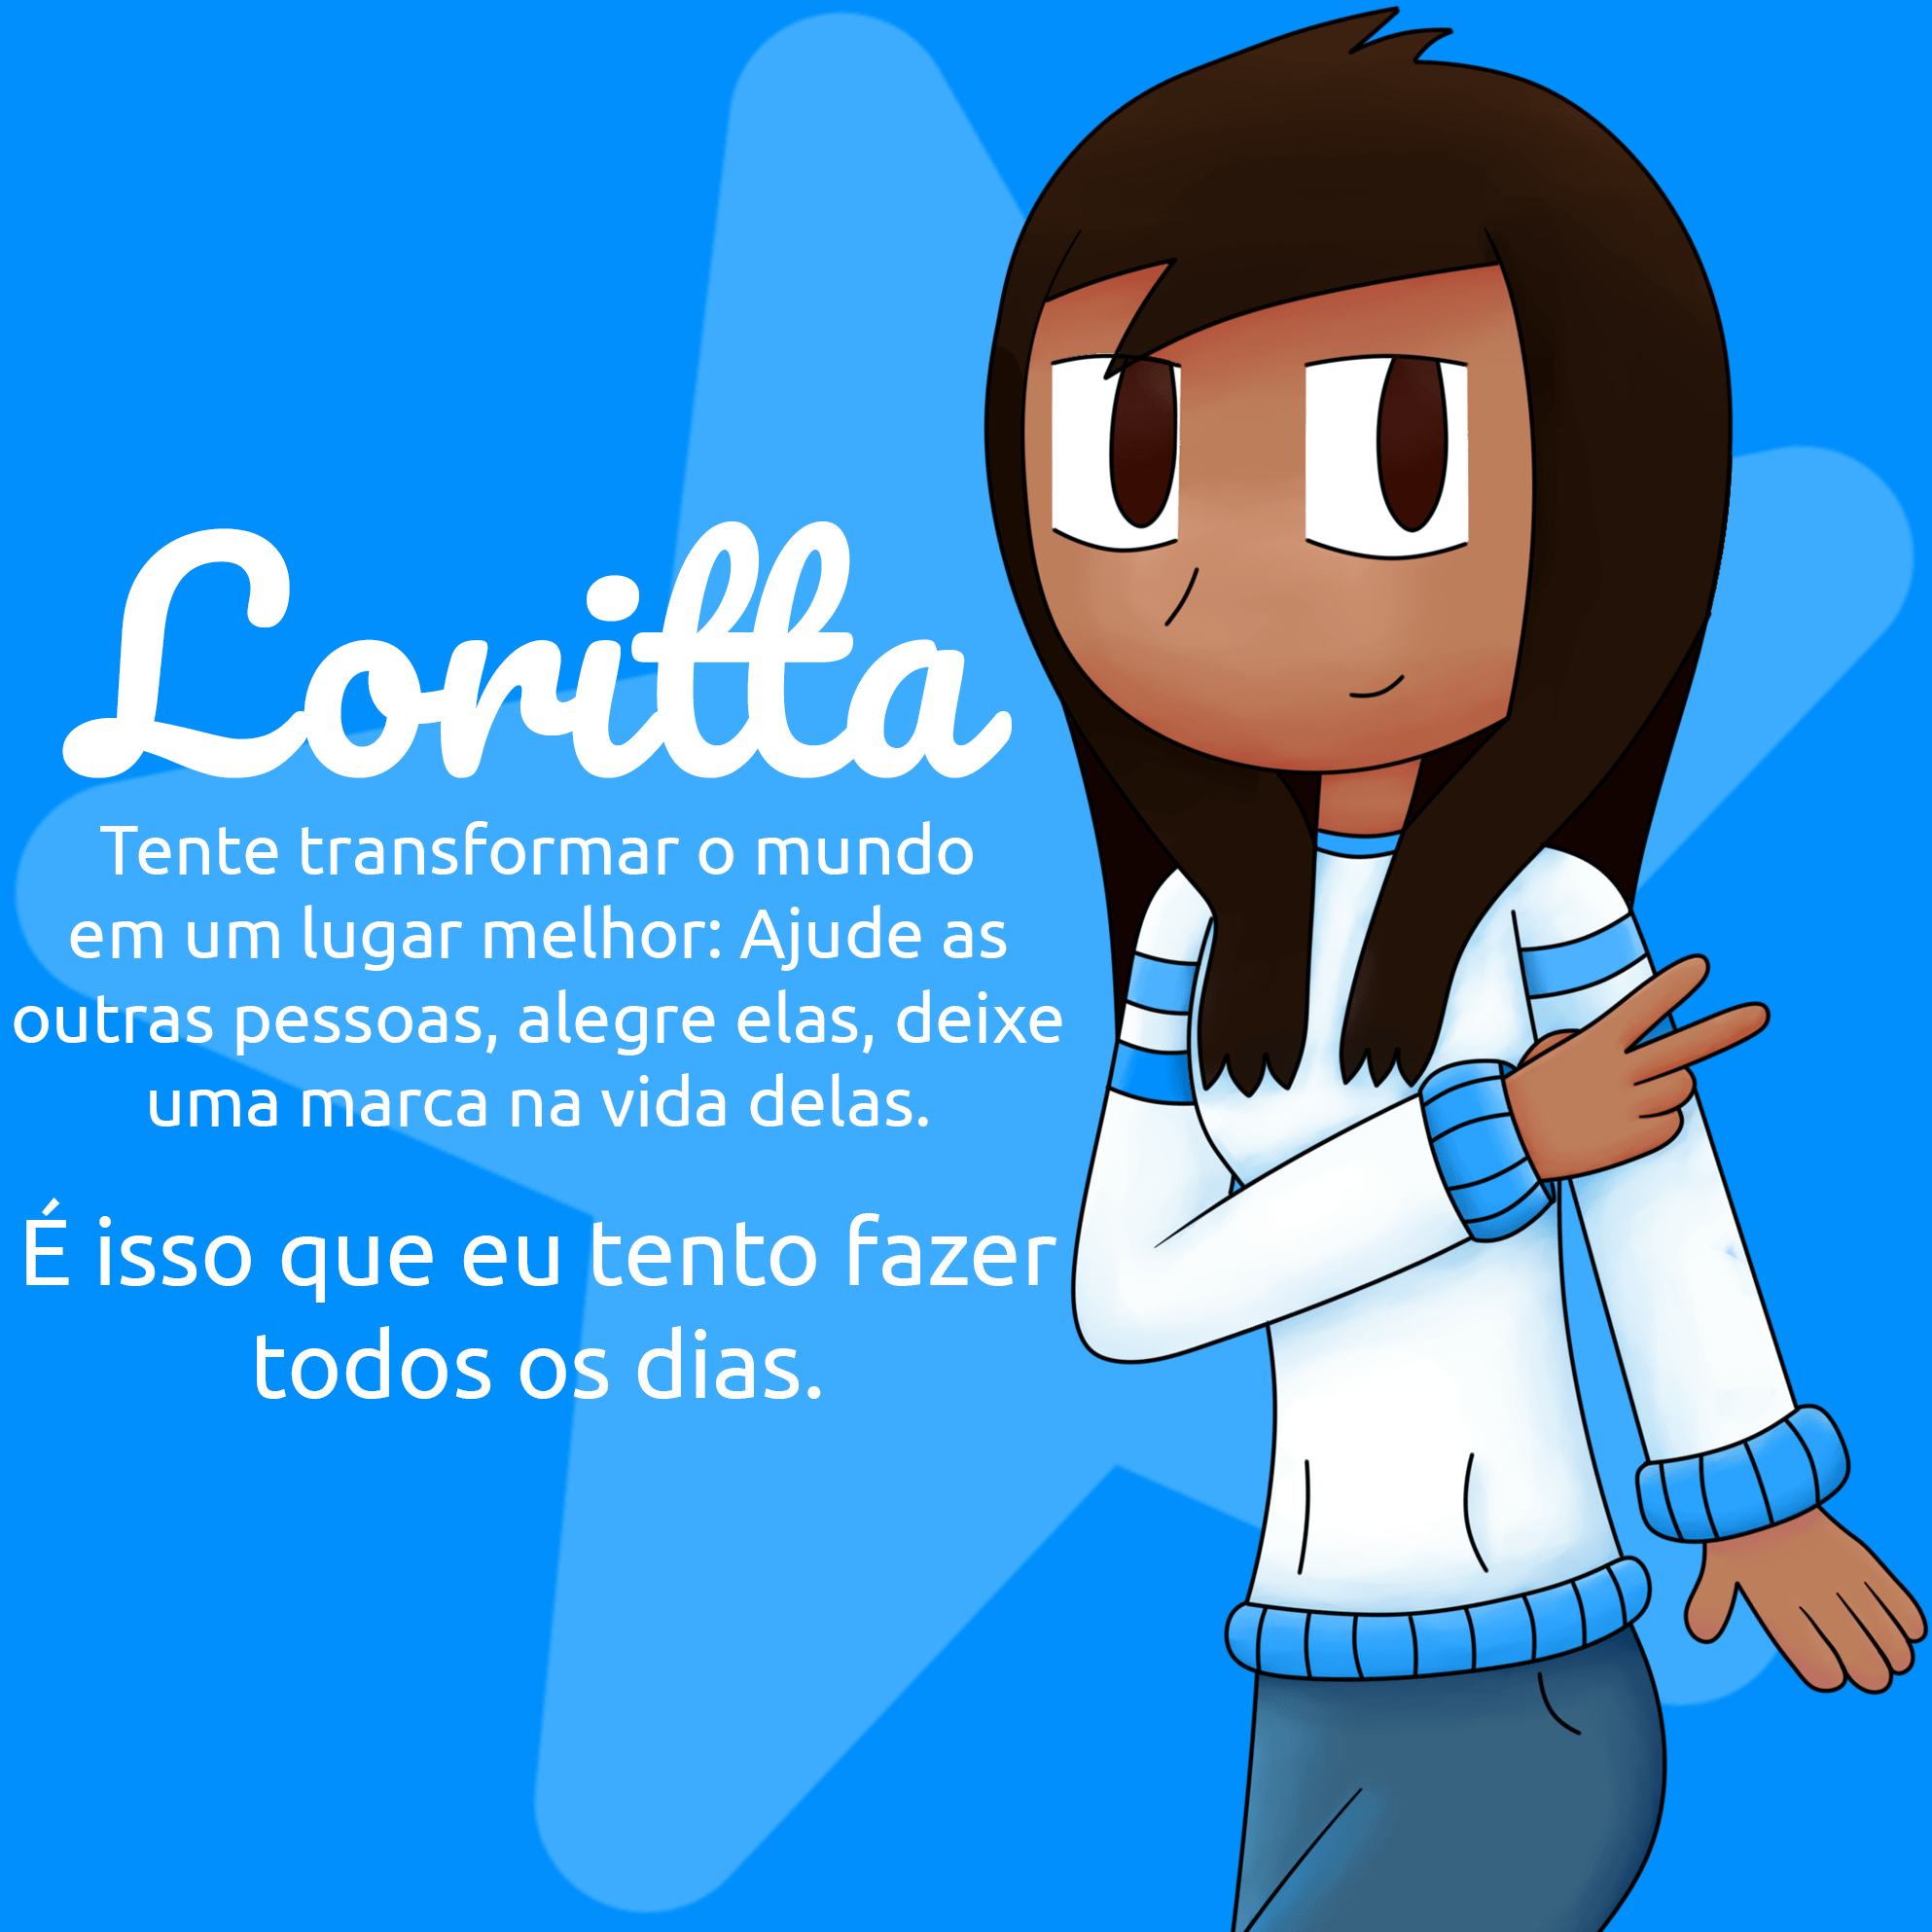 Loritta
Tente transformar o mundo
em um lugar melhor: Ajude as
outras pessoas, alegre elas, deixe
uma marca na vida delas.
É isso que eu tento fazer
todos os dias.